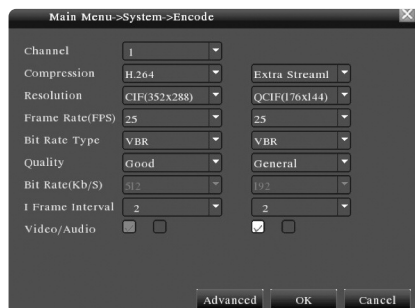 Main Menu->System->Encode
Channel 1
Compression H.264 Extra Stream1
Resolution CIF(352x288) QCIF(176x144)
Frame Rate(FPS) 25 25
Bit Rate Type VBR VBR
Quality Good General
Bit Rate(Kb/S) 512 192
I Frame Interval 2 2
Video/Audio
Advanced OK Cancel